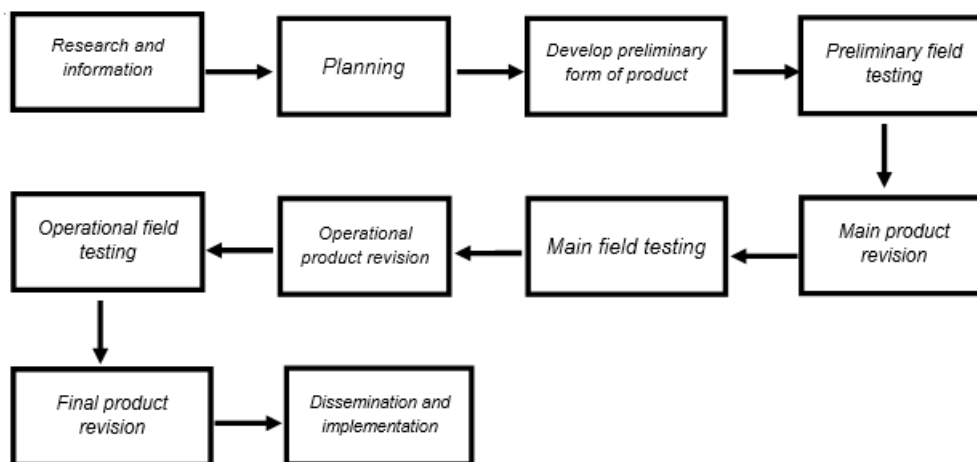 Research and
information
Planning
Develop preliminary
form of product
Preliminary field
testing
Main product
revision
Main field testing
Operational
product revision
Operational field
testing
Final product
revision
Dissemination and
implementation